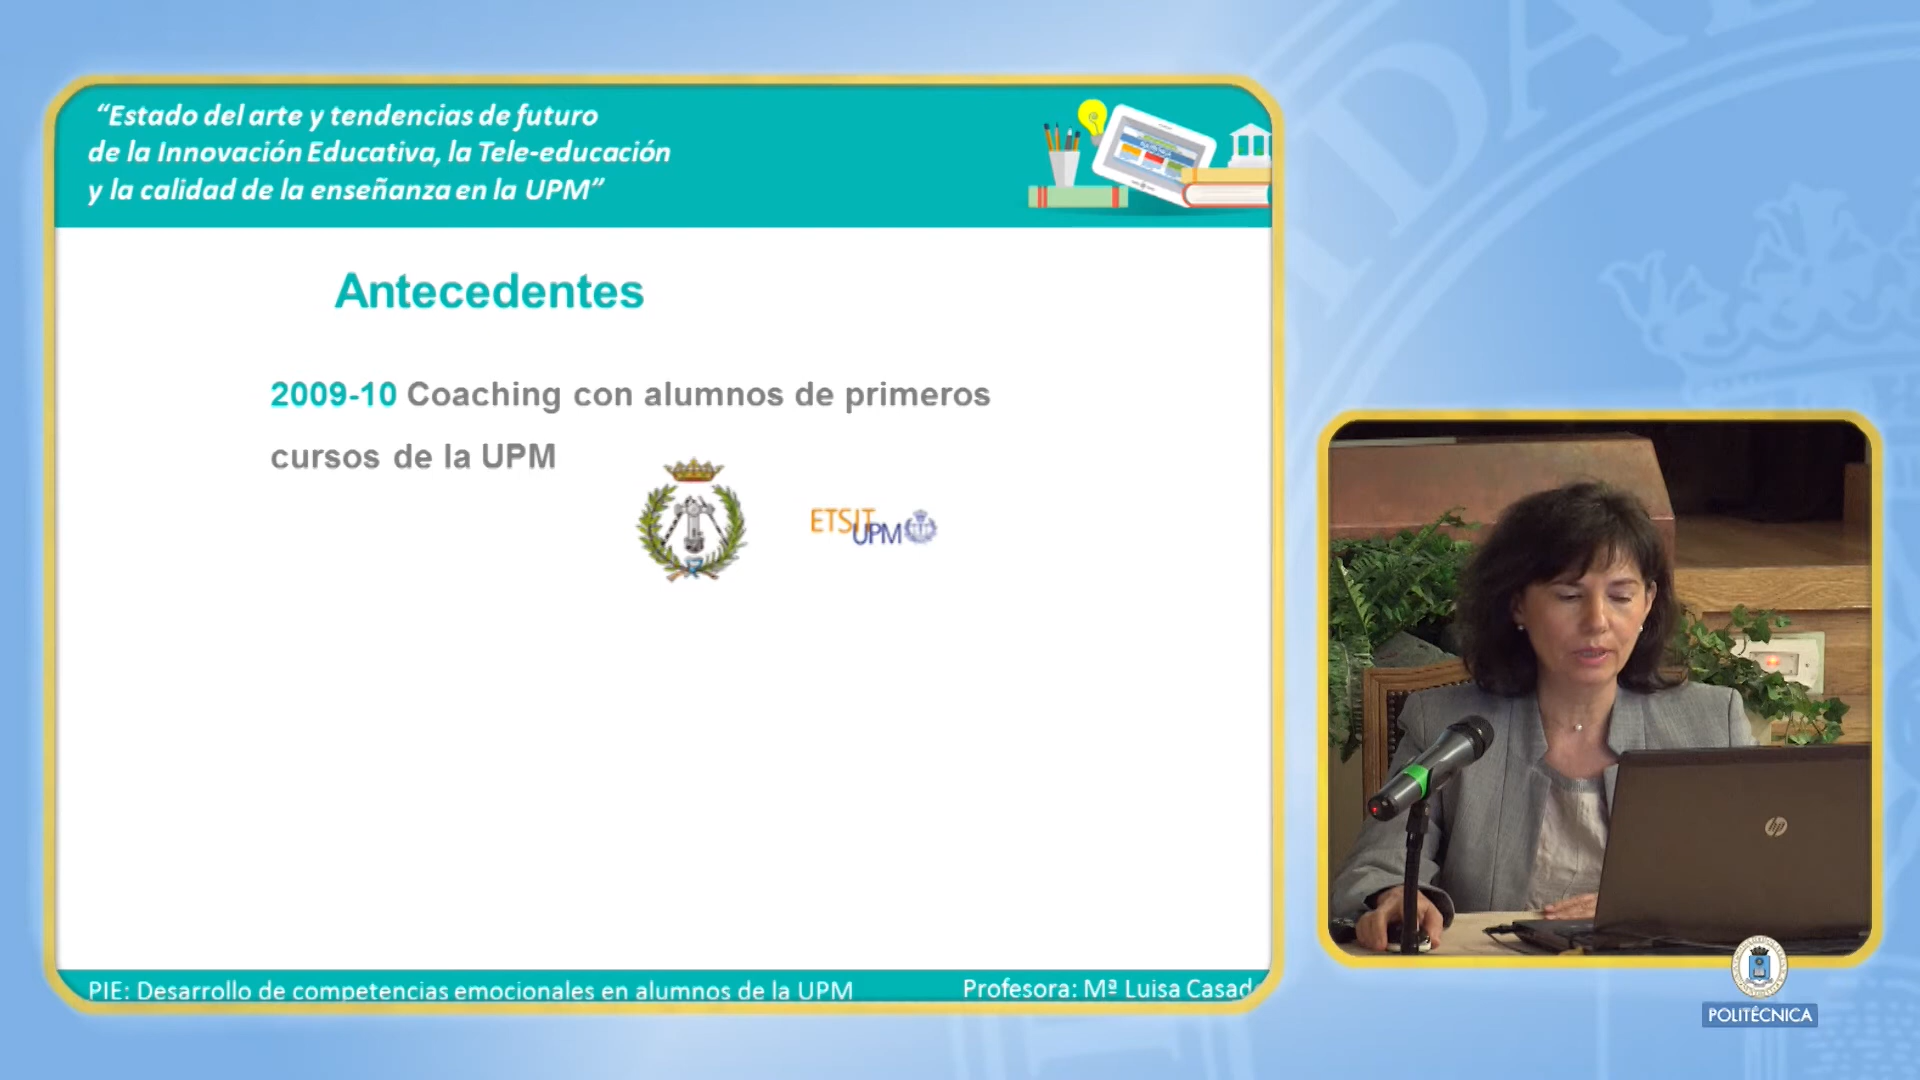 “Estado del arte y tendencias de futuro
de la Innovación Educativa, la Tele-educación
y la calidad de la enseñanza en la UPM”
Antecedentes
2009-10 Coaching con alumnos de primeros
cursos de la UPM
ETSIT
UPM
PIE: Desarrollo de competencias emocionales en alumnos de la UPM
Profesora: Mª Luisa Casad
hp
POLITÉCNICA